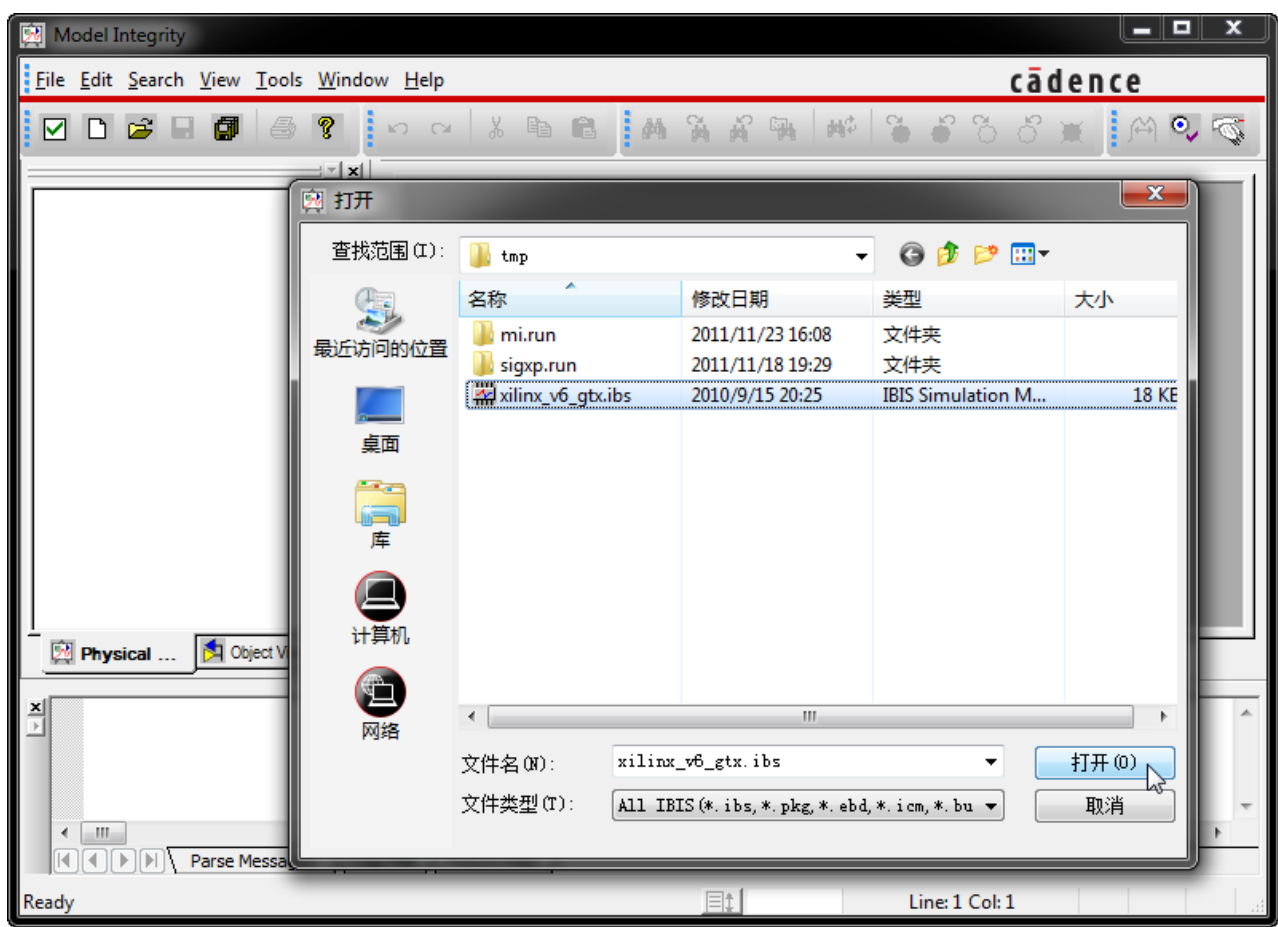 Model Integrity
File Edit Search View Tools Window Help
cādence
打开
查找范围(I):
tmp
名称 修改日期 类型 大小
最近访问的位置
mi.run 2011/11/23 16:08 文件夹
sigxp.run 2011/11/18 19:29 文件夹
xilinx_v6_gtx.ibs 2010/9/15 20:25 IBIS Simulation M... 18 KB
桌面
库
计算机
网络
Physical ...
Object V
文件名(N): xilinx_v6_gtx.ibs 打开(O)
文件类型(T): All IBIS(*.ibs,*.pkg,*.ebd,*.icm,*.bu 取消
Parse Messa
Ready
Line: 1 Col: 1